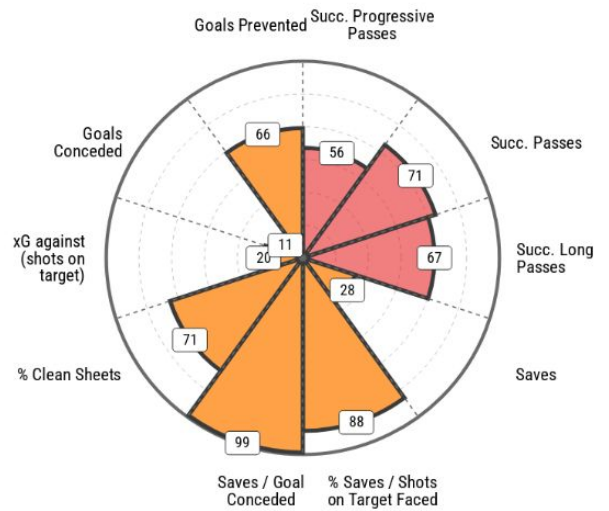 Goals Prevented
Succ. Progressive
Passes
Goals
Conceded
66
56
71
Succ. Passes
xG against
(shots on
target)
11
20
67
Succ. Long
Passes
28
% Clean Sheets
71
Saves
99
88
Saves / Goal
Conceded
% Saves / Shots
on Target Faced